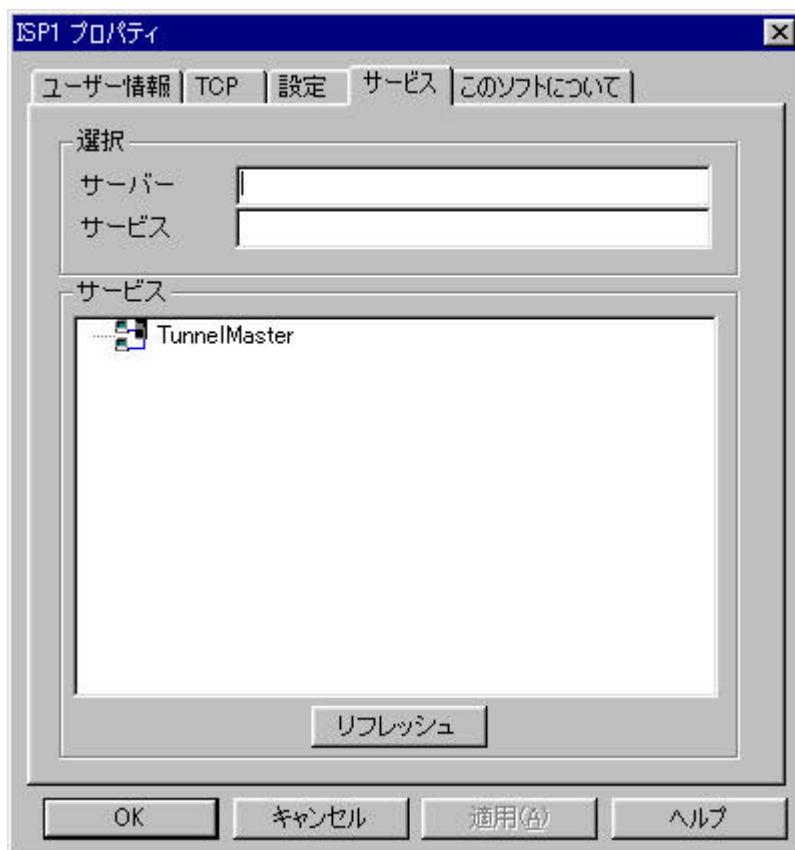 ISP1 プロパティ
ユーザー情報 TCP 設定 サービス このソフトについて
選択
サーバー
サービス
サービス
TunnelMaster
リフレッシュ
OK キャンセル 適用(A) ヘルプ